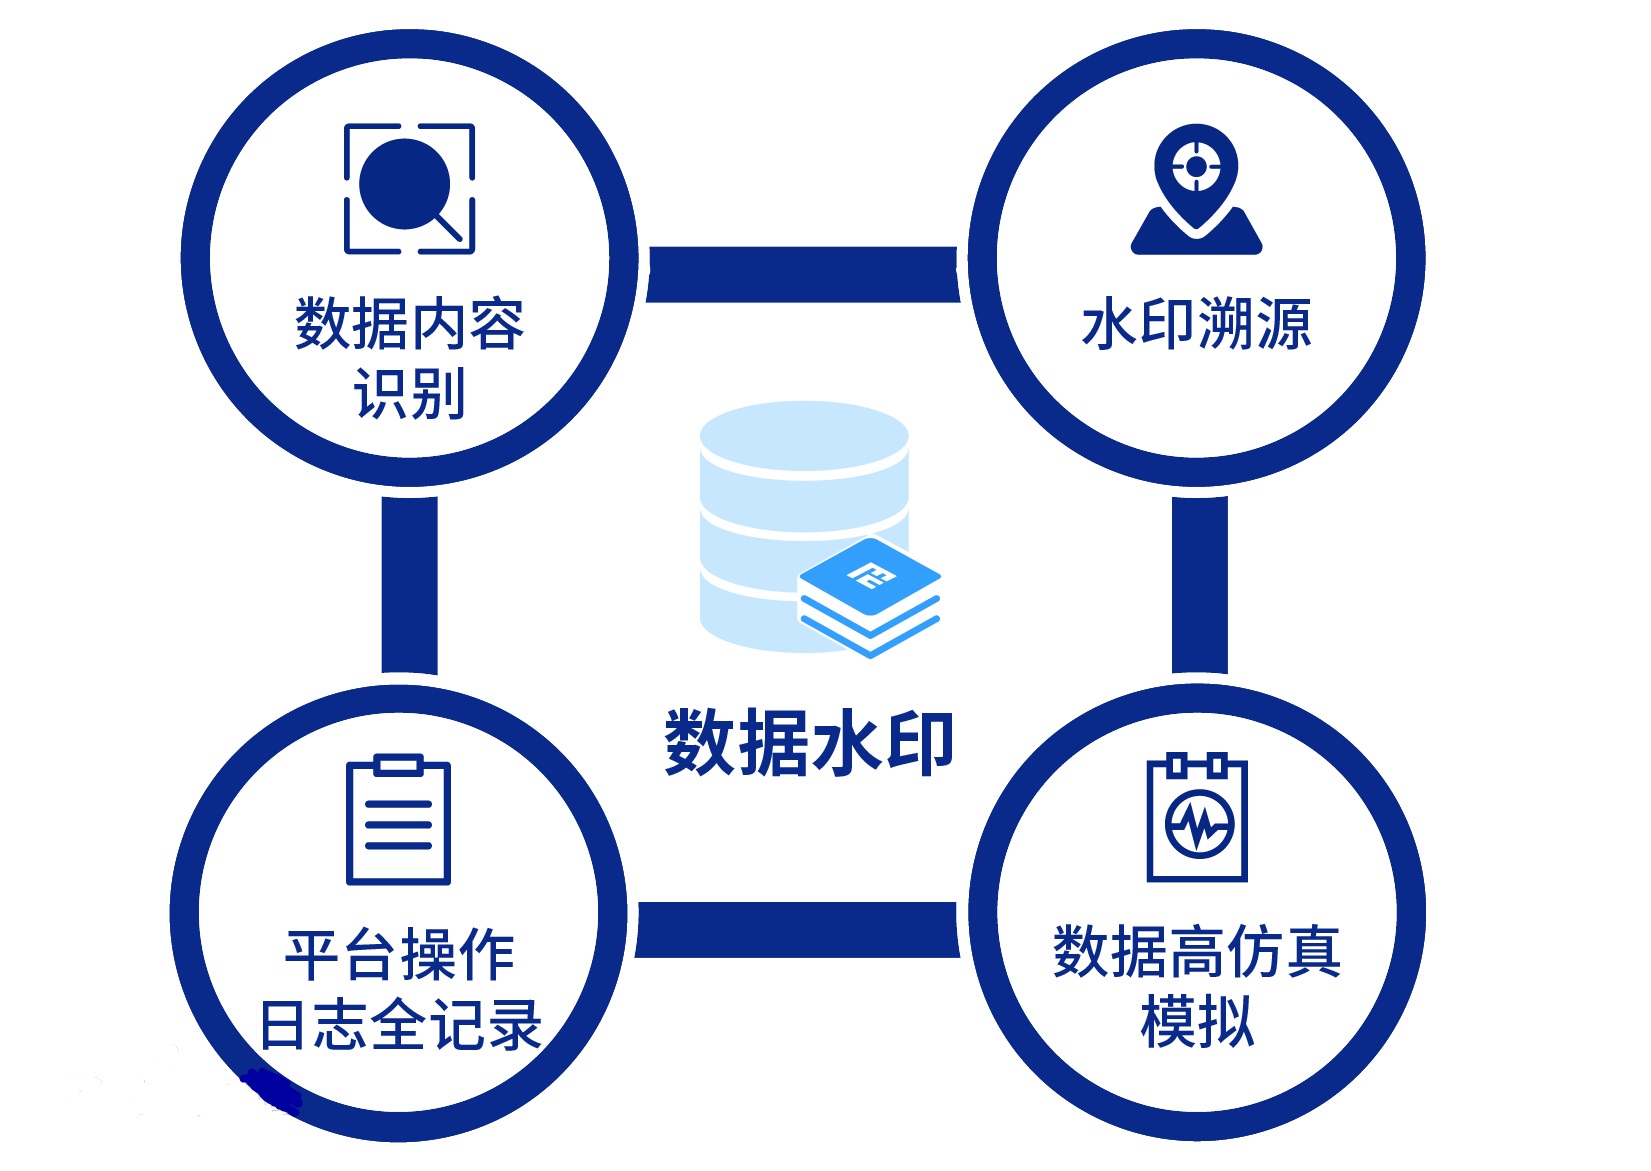 数据内容
识别
水印溯源
数据水印
平台操作
日志全记录
数据高仿真
模拟